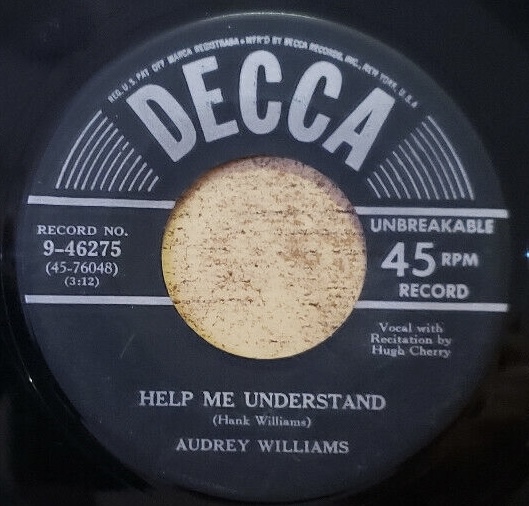 REG. U.S. PAT. OFF. MARCA REGISTRADA • MFR'D BY DECCA RECORDS, INC., NEW YORK, U.S.A.
DECCA
RECORD NO.
9-46275
(45-76048)
(3:12)
UNBREAKABLE
45 RPM
RECORD
Vocal with
Recitation by
Hugh Cherry
HELP ME UNDERSTAND
(Hank Williams)
AUDREY WILLIAMS